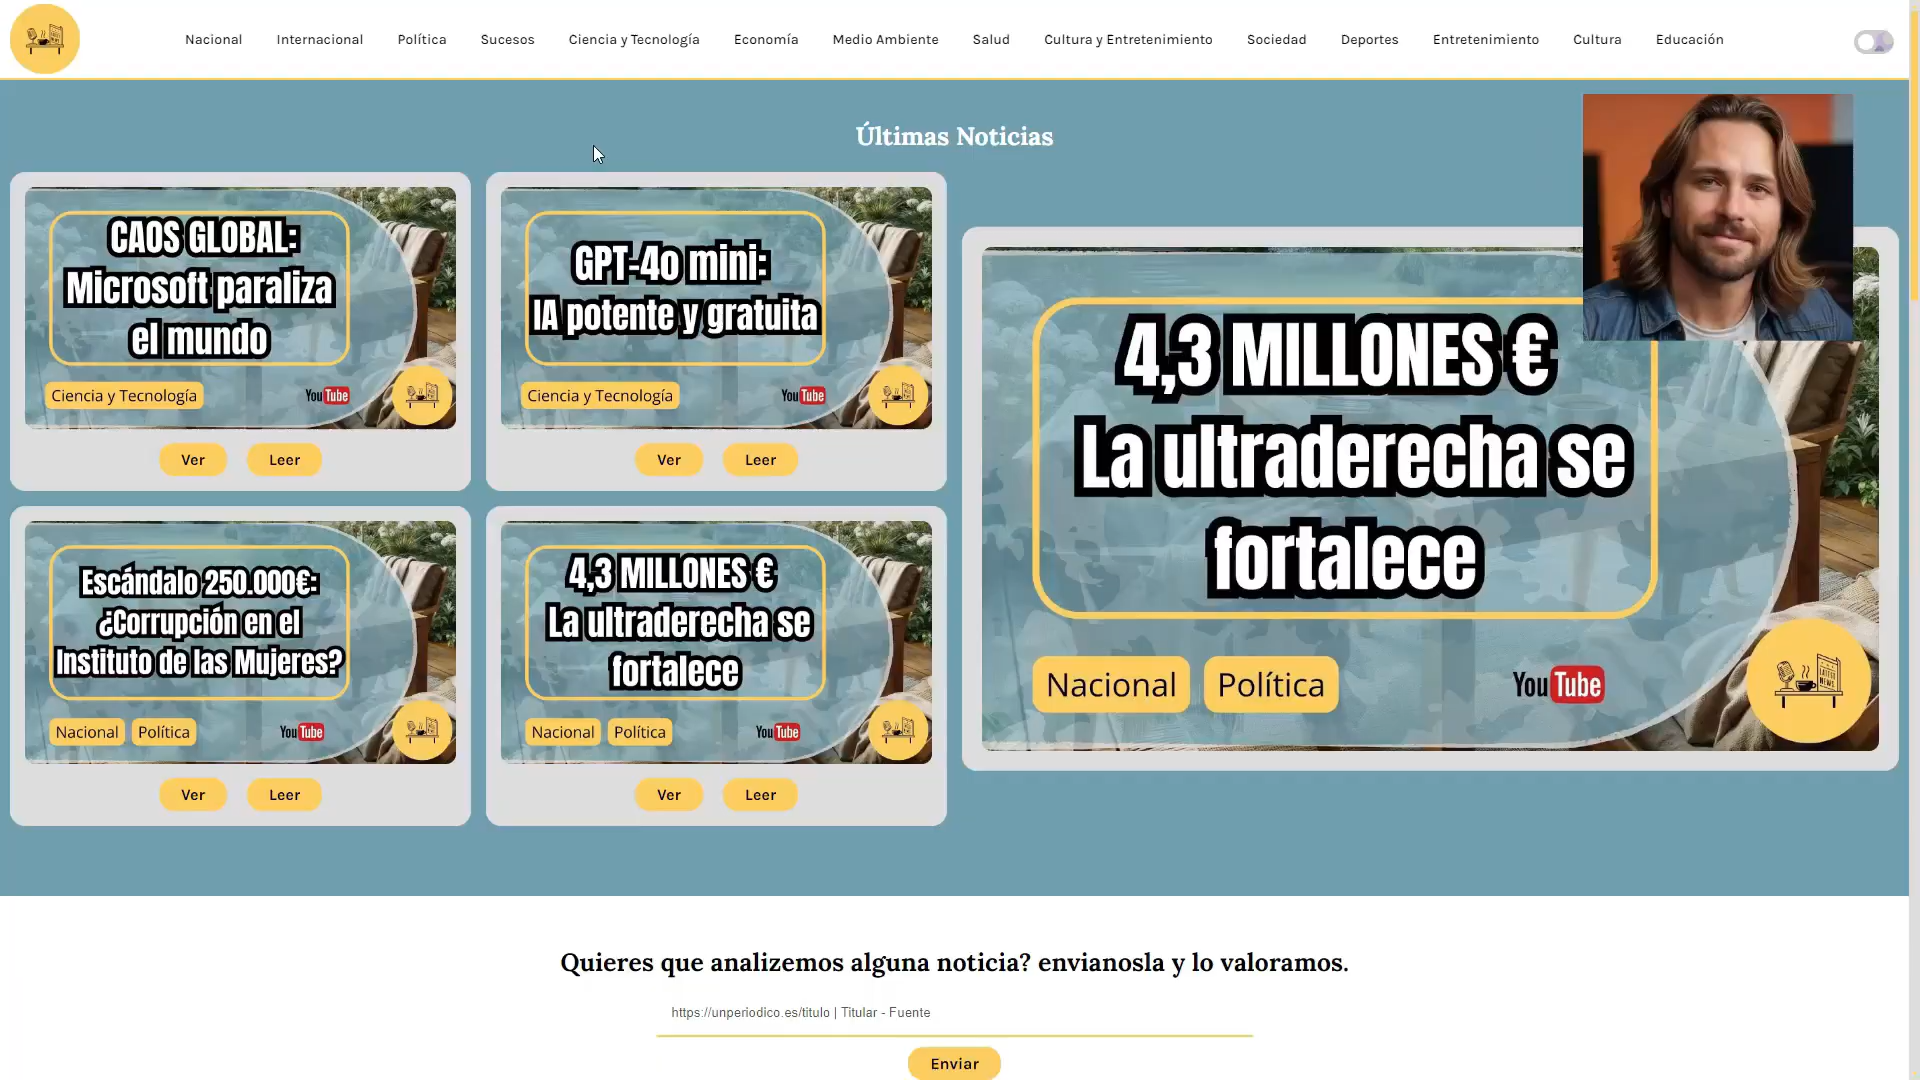 Nacional
Internacional
Política
Sucesos
Ciencia y Tecnología
Economía
Medio Ambiente
Salud
Cultura y Entretenimiento
Sociedad
Deportes
Entretenimiento
Cultura
Educación
Últimas Noticias
CAOS GLOBAL:
Microsoft paraliza
el mundo
Ciencia y Tecnología
YouTube
Ver
Leer
GPT-4o mini:
IA potente y gratuita
Ciencia y Tecnología
YouTube
Ver
Leer
Escándalo 250.000€:
¿Corrupción en el
Instituto de las Mujeres?
Nacional
Política
YouTube
Ver
Leer
4,3 MILLONES €
La ultraderecha se
fortalece
Nacional
Política
YouTube
Ver
Leer
4,3 MILLONES €
La ultraderecha se
fortalece
Nacional
Política
YouTube
LATEST
NEWS
Quieres que analizemos alguna noticia? envianosla y lo valoramos.
https://unperiodico.es/titulo | Titular - Fuente
Enviar